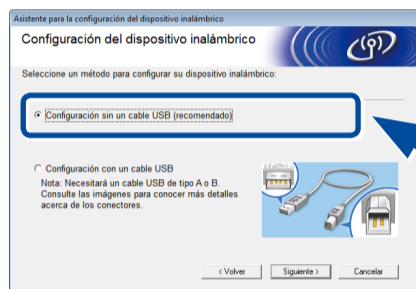 Asistente para la configuración del dispositivo inalámbrico
Configuración del dispositivo inalámbrico
Seleccione un método para configurar su dispositivo inalámbrico:
Configuración sin un cable USB (recomendado)
Configuración con un cable USB
Nota: Necesitará un cable USB de tipo A o B.
Consulte las imágenes para conocer más detalles
acerca de los conectores.
< Volver
Siguiente >
Cancelar